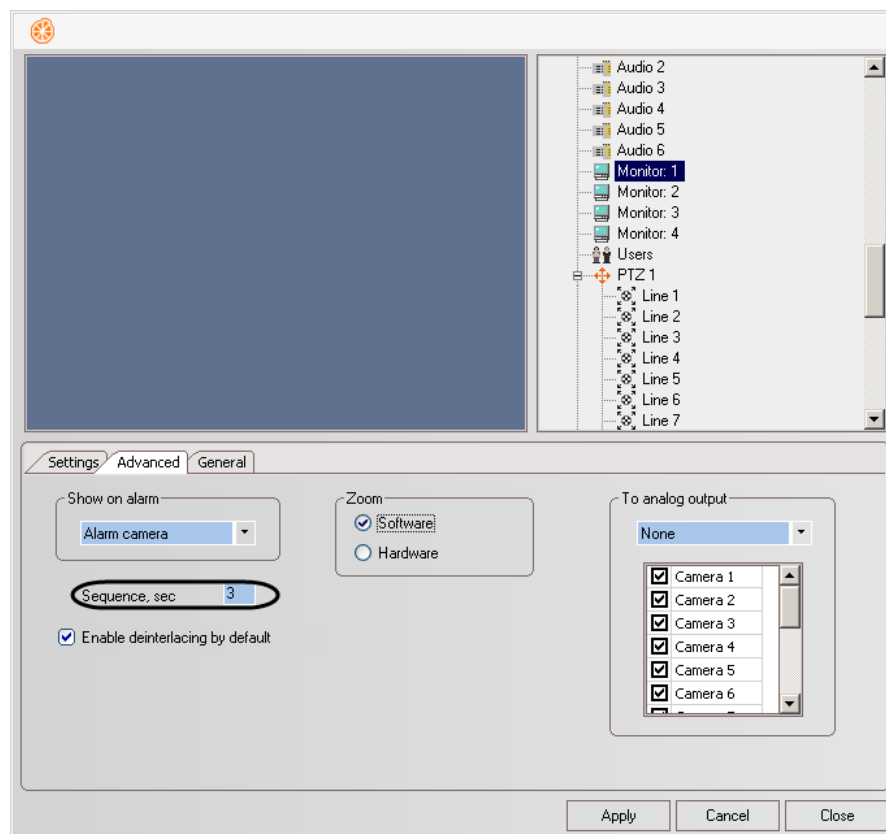 Audio 2
Audio 3
Audio 4
Audio 5
Audio 6
Monitor: 1
Monitor: 2
Monitor: 3
Monitor: 4
Users
PTZ 1
Line 1
Line 2
Line 3
Line 4
Line 5
Line 6
Line 7
Settings Advanced General
Show on alarm
Alarm camera
Sequence, sec 3
Enable deinterlacing by default
Zoom
Software
Hardware
To analog output
None
Camera 1
Camera 2
Camera 3
Camera 4
Camera 5
Camera 6
Apply Cancel Close